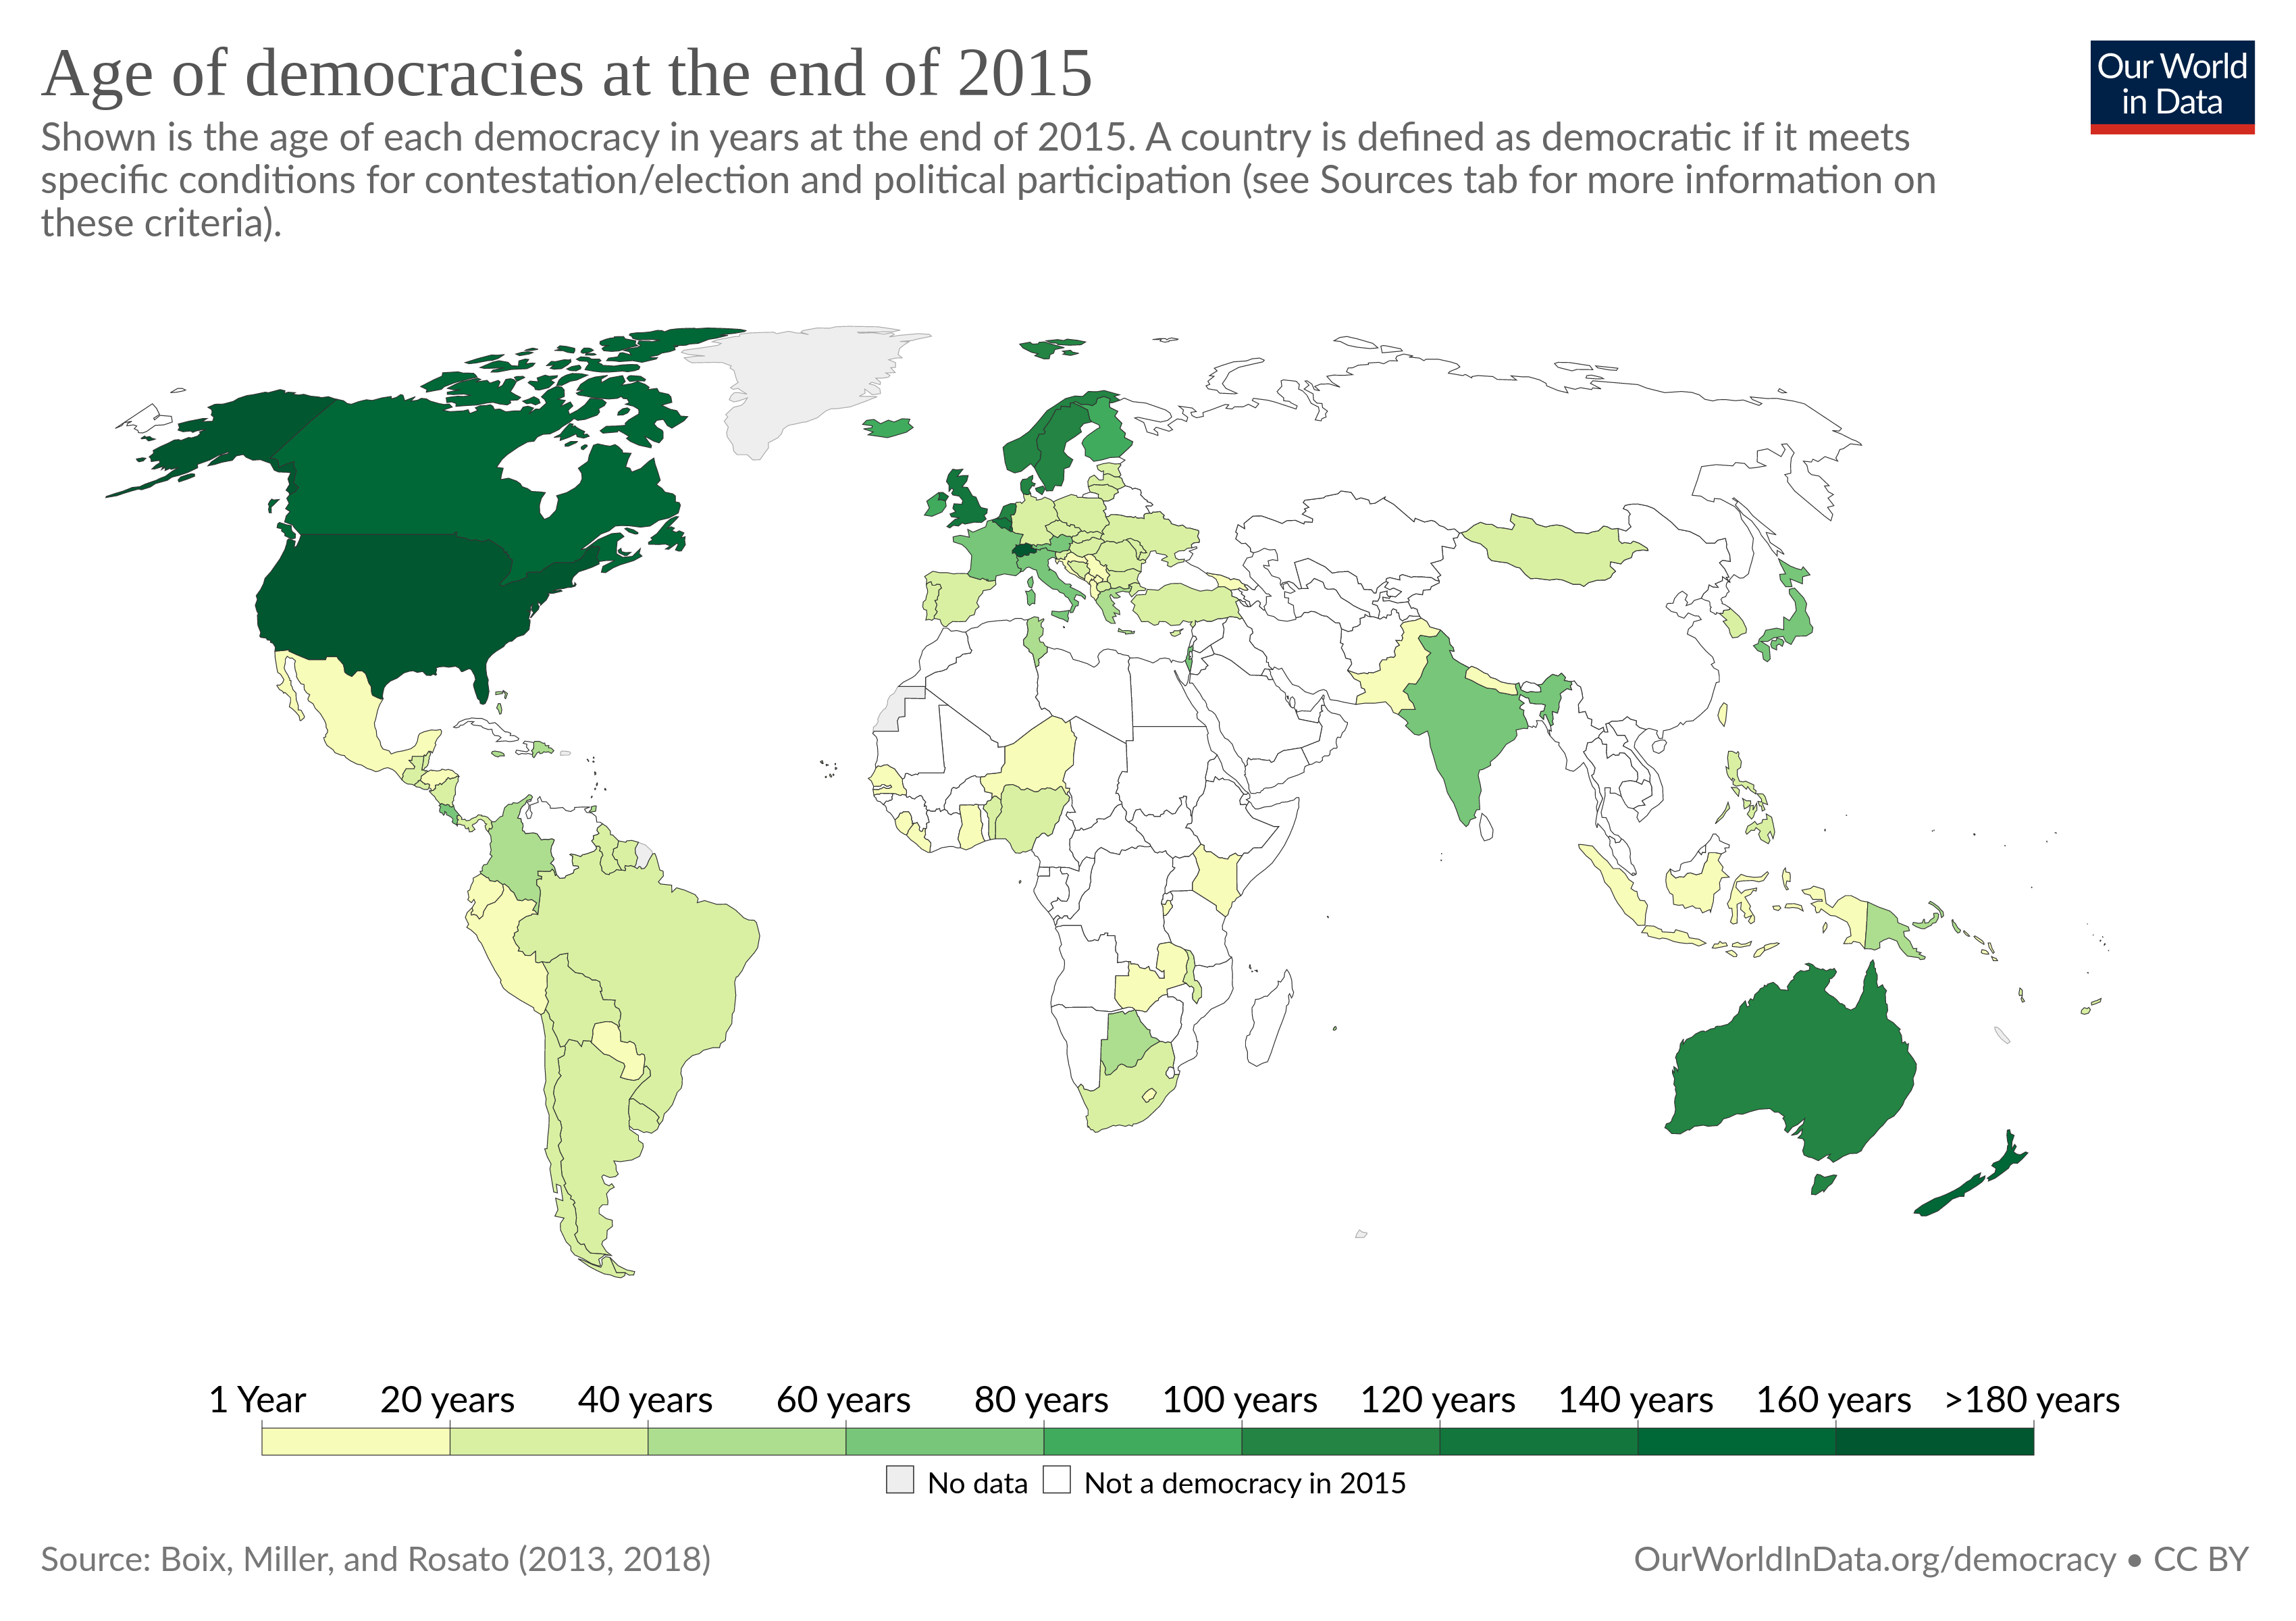 Age of democracies at the end of 2015
Our World
in Data
Shown is the age of each democracy in years at the end of 2015. A country is defined as democratic if it meets
specific conditions for contestation/election and political participation (see Sources tab for more information on
these criteria).
1 Year 20 years 40 years 60 years 80 years 100 years 120 years 140 years 160 years >180 years
No data Not a democracy in 2015
Source: Boix, Miller, and Rosato (2013, 2018)
OurWorldInData.org/democracy • CC BY